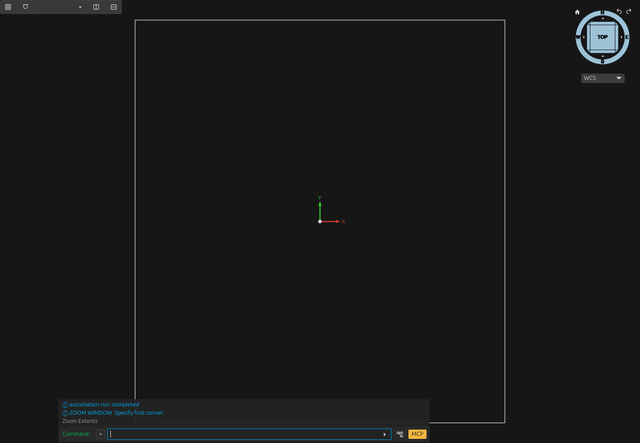 N
W
TOP
E
S
WCS
Y
X
automation run: completed
ZOOM WINDOW Specify first corner:
Zoom Extents
Command:
>
MCP